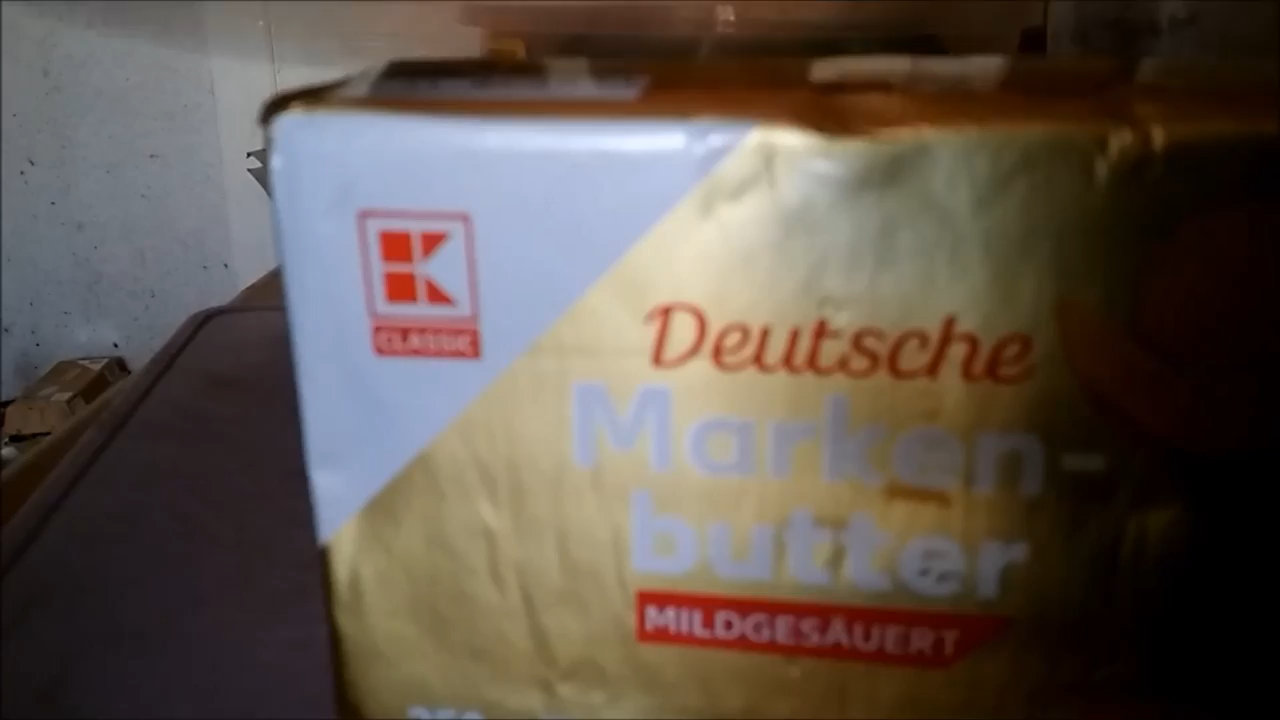 K
CLASSIC
Deutsche
Marken-
butter
MILDGESÄUERT